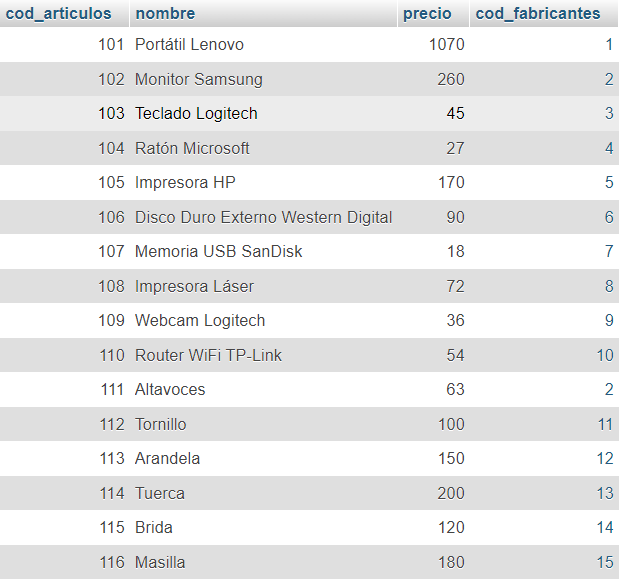 cod_articulos nombre precio cod_fabricantes
101 Portátil Lenovo 1070 1
102 Monitor Samsung 260 2
103 Teclado Logitech 45 3
104 Ratón Microsoft 27 4
105 Impresora HP 170 5
106 Disco Duro Externo Western Digital 90 6
107 Memoria USB SanDisk 18 7
108 Impresora Láser 72 8
109 Webcam Logitech 36 9
110 Router WiFi TP-Link 54 10
111 Altavoces 63 2
112 Tornillo 100 11
113 Arandela 150 12
114 Tuerca 200 13
115 Brida 120 14
116 Masilla 180 15